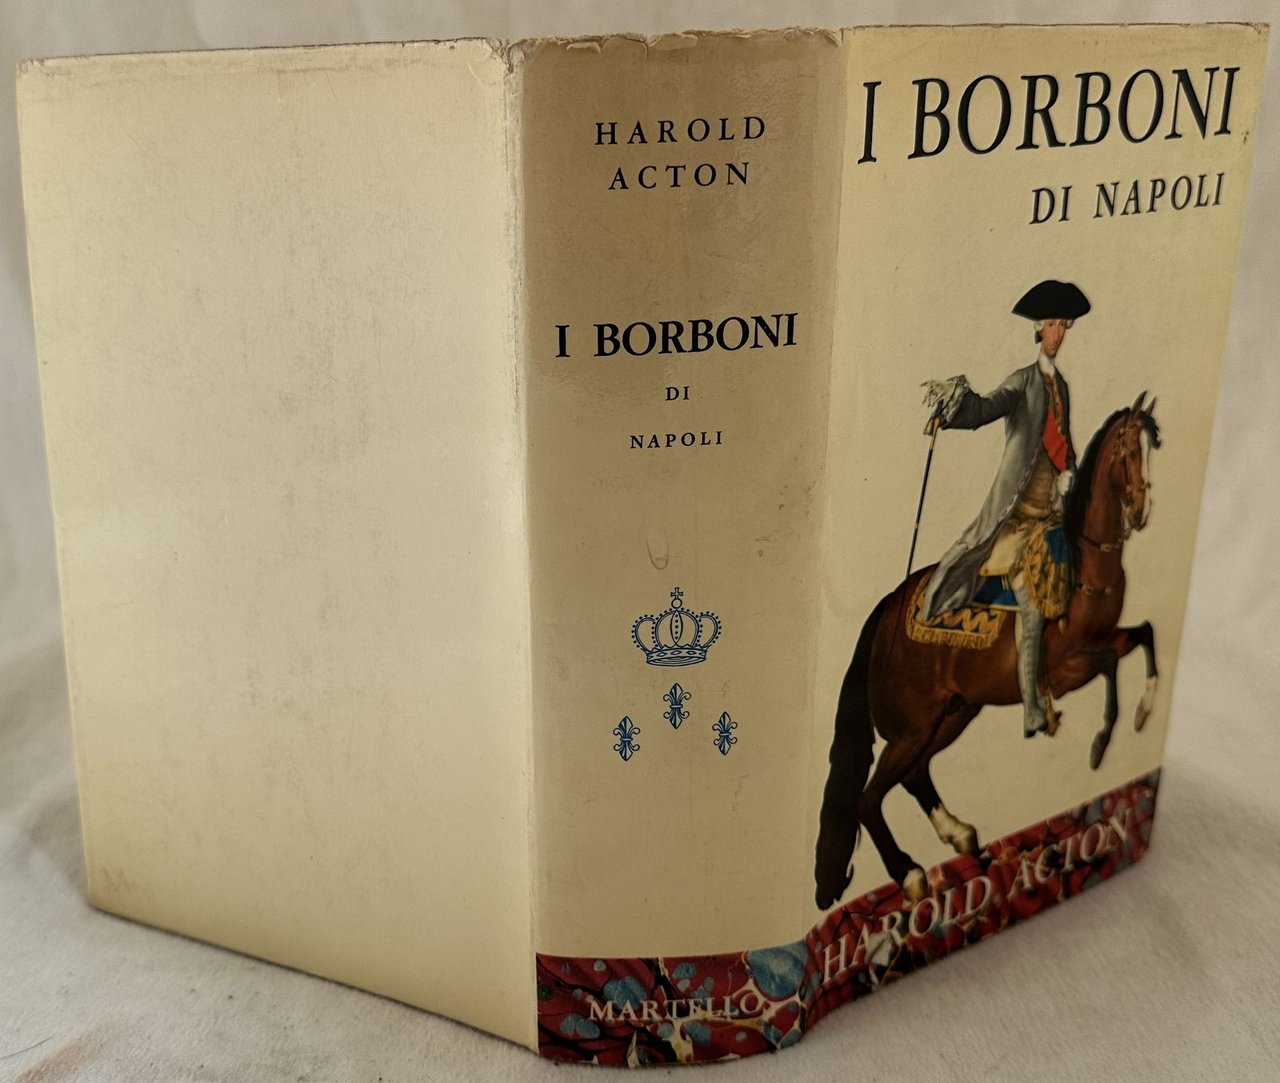 HAROLD
ACTON
I BORBONI
DI
NAPOLI
MARTELLO
I BORBONI
DI NAPOLI
HAROLD ACTON